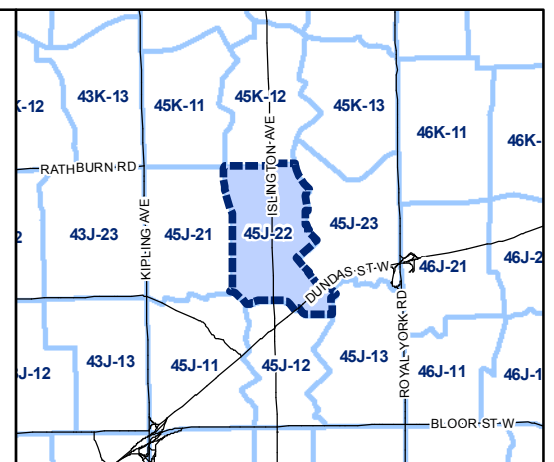 43K-13
45K-12
K-12
45K-11
45K-13
46K-11
46K-
RATHBURN RD
ISLINGTON AVE
KIPLING AVE
2
43J-23
45J-21
45J-22
45J-23
46J-2
DUNDAS ST W
46J-21
ROYAL YORK RD
J-12
43J-13
45J-11
45J-12
45J-13
46J-11
46J-1
BLOOR ST W